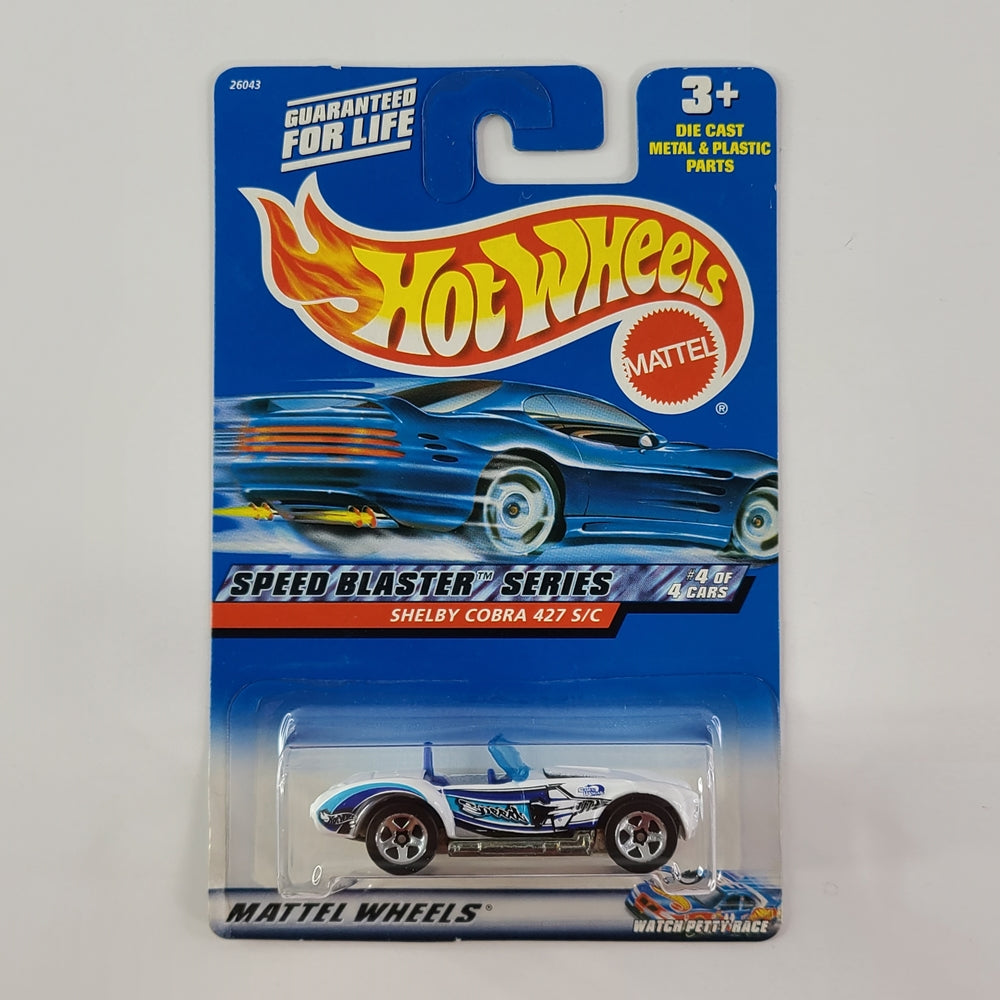 26043
GUARANTEED
FOR LIFE
3+
DIE CAST
METAL & PLASTIC
PARTS
HOT WHEELS
MATTEL
®
SPEED BLASTER™ SERIES
#4 OF
4 CARS
SHELBY COBRA 427 S/C
MATTEL WHEELS®
WATCH PETTY RACE